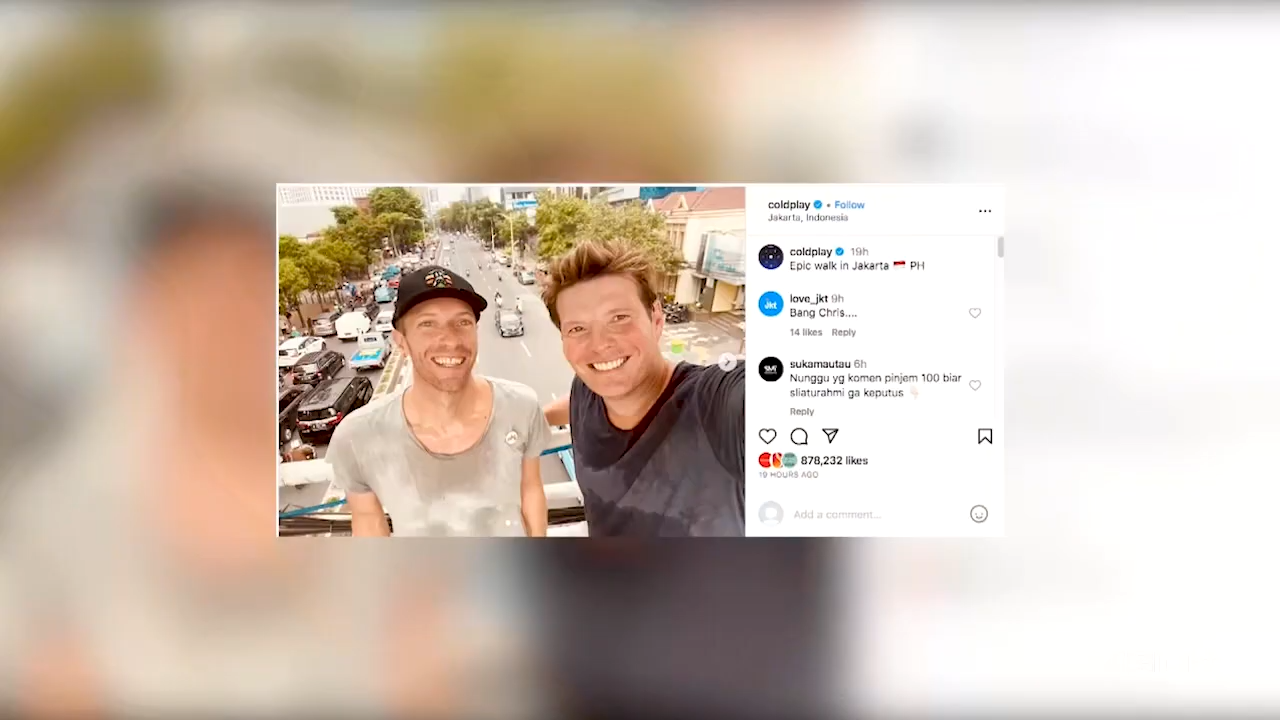 coldplay • Follow
Jakarta, Indonesia
coldplay 19h
Epic walk in Jakarta 🇮🇩 PH
Jkt
love_jkt 9h
Bang Chris....
14 likes Reply
sukamautau 6h
Nunggu yg komen pinjem 100 biar
sliaturahmi ga keputus
Reply
878,232 likes
19 HOURS AGO
Add a comment...